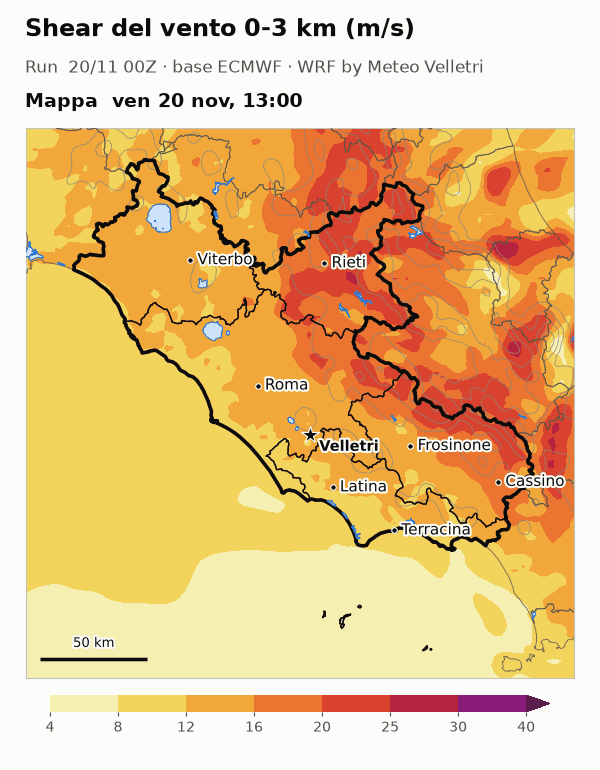 Shear del vento 0-3 km (m/s)
Run  20/11 00Z · base ECMWF · WRF by Meteo Velletri
Mappa  ven 20 nov, 13:00
Viterbo
Rieti
Roma
Velletri
Frosinone
Cassino
Latina
Terracina
50 km
4 8 12 16 20 25 30 40